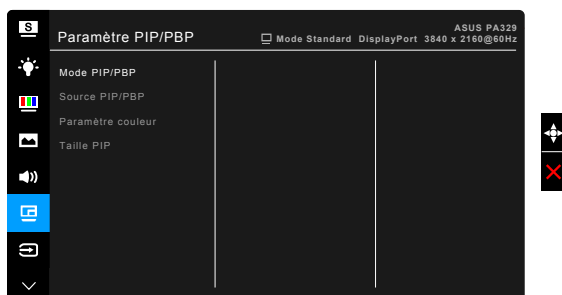 S
ASUS PA329
Paramètre PIP/PBP
Mode Standard DisplayPort 3840 x 2160@60Hz
Mode PIP/PBP
Source PIP/PBP
Paramètre couleur
Taille PIP